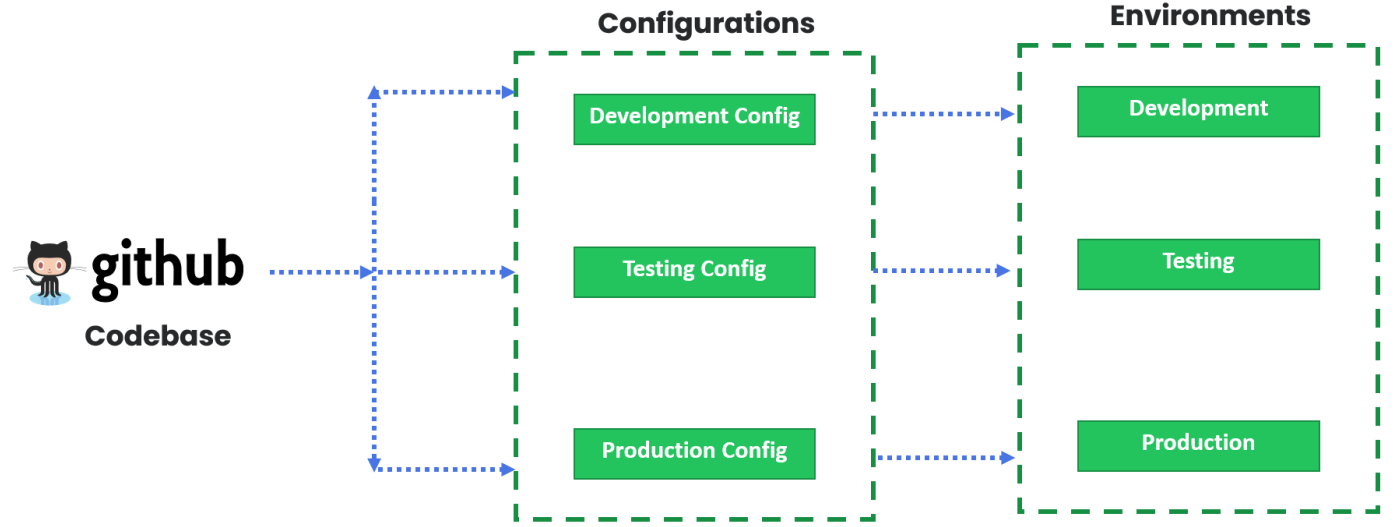 Configurations
Environments
Development Config
Development
github
Codebase
Testing Config
Testing
Production Config
Production